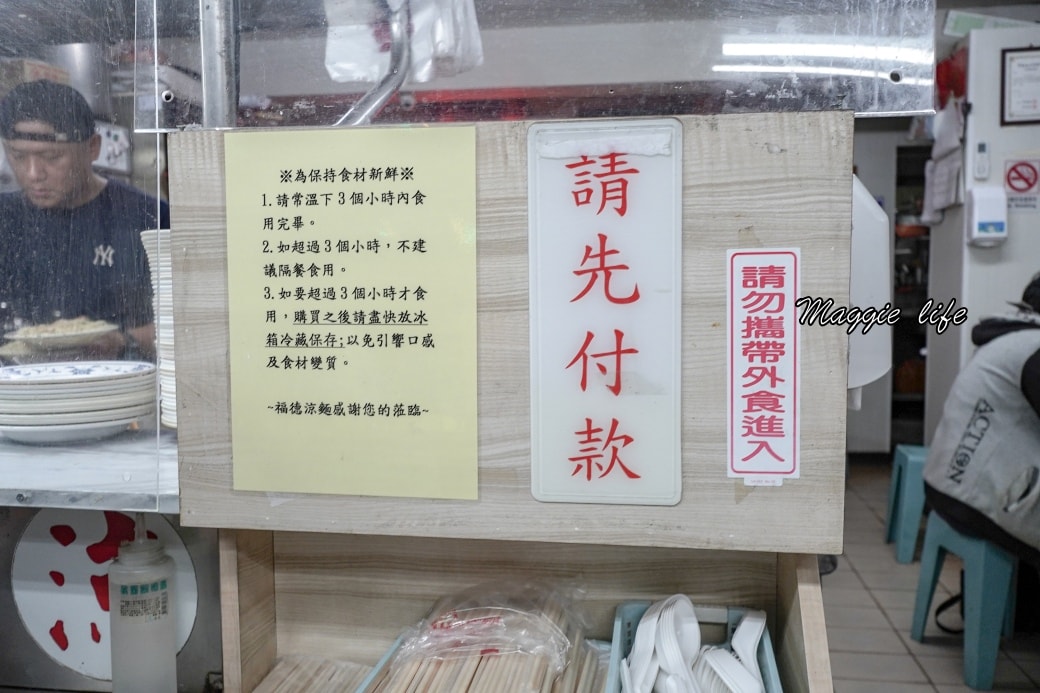 ※為保持食材新鮮※
1.請常溫下3個小時內食
用完畢。
2.如超過3個小時，不建
議隔餐食用。
3.如要超過3個小時才食
用，購買之後請盡快放冰
箱冷藏保存;以免引響口感
及食材變質。
~福德涼麵感謝您的蒞臨~
請先付款
請勿攜帶外食進入
Maggie life
NY
ACTION